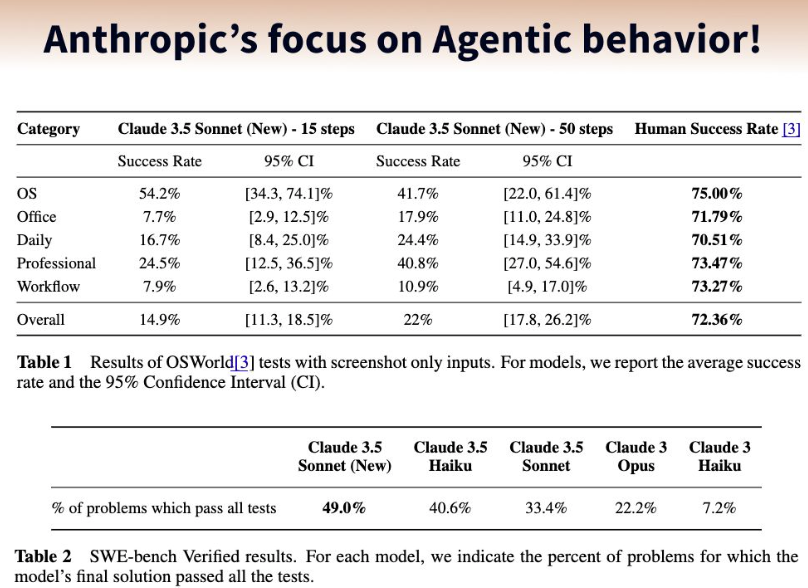 Anthropic’s focus on Agentic behavior!
Category Claude 3.5 Sonnet (New) - 15 steps Claude 3.5 Sonnet (New) - 50 steps Human Success Rate [3]
Success Rate 95% CI Success Rate 95% CI
OS 54.2% [34.3, 74.1]% 41.7% [22.0, 61.4]% 75.00%
Office 7.7% [2.9, 12.5]% 17.9% [11.0, 24.8]% 71.79%
Daily 16.7% [8.4, 25.0]% 24.4% [14.9, 33.9]% 70.51%
Professional 24.5% [12.5, 36.5]% 40.8% [27.0, 54.6]% 73.47%
Workflow 7.9% [2.6, 13.2]% 10.9% [4.9, 17.0]% 73.27%
Overall 14.9% [11.3, 18.5]% 22% [17.8, 26.2]% 72.36%
Table 1 Results of OSWorld[3] tests with screenshot only inputs. For models, we report the average success
rate and the 95% Confidence Interval (CI).
Claude 3.5 Claude 3.5 Claude 3.5 Claude 3 Claude 3
Sonnet (New) Haiku Sonnet Opus Haiku
% of problems which pass all tests 49.0% 40.6% 33.4% 22.2% 7.2%
Table 2 SWE-bench Verified results. For each model, we indicate the percent of problems for which the
model’s final solution passed all the tests.